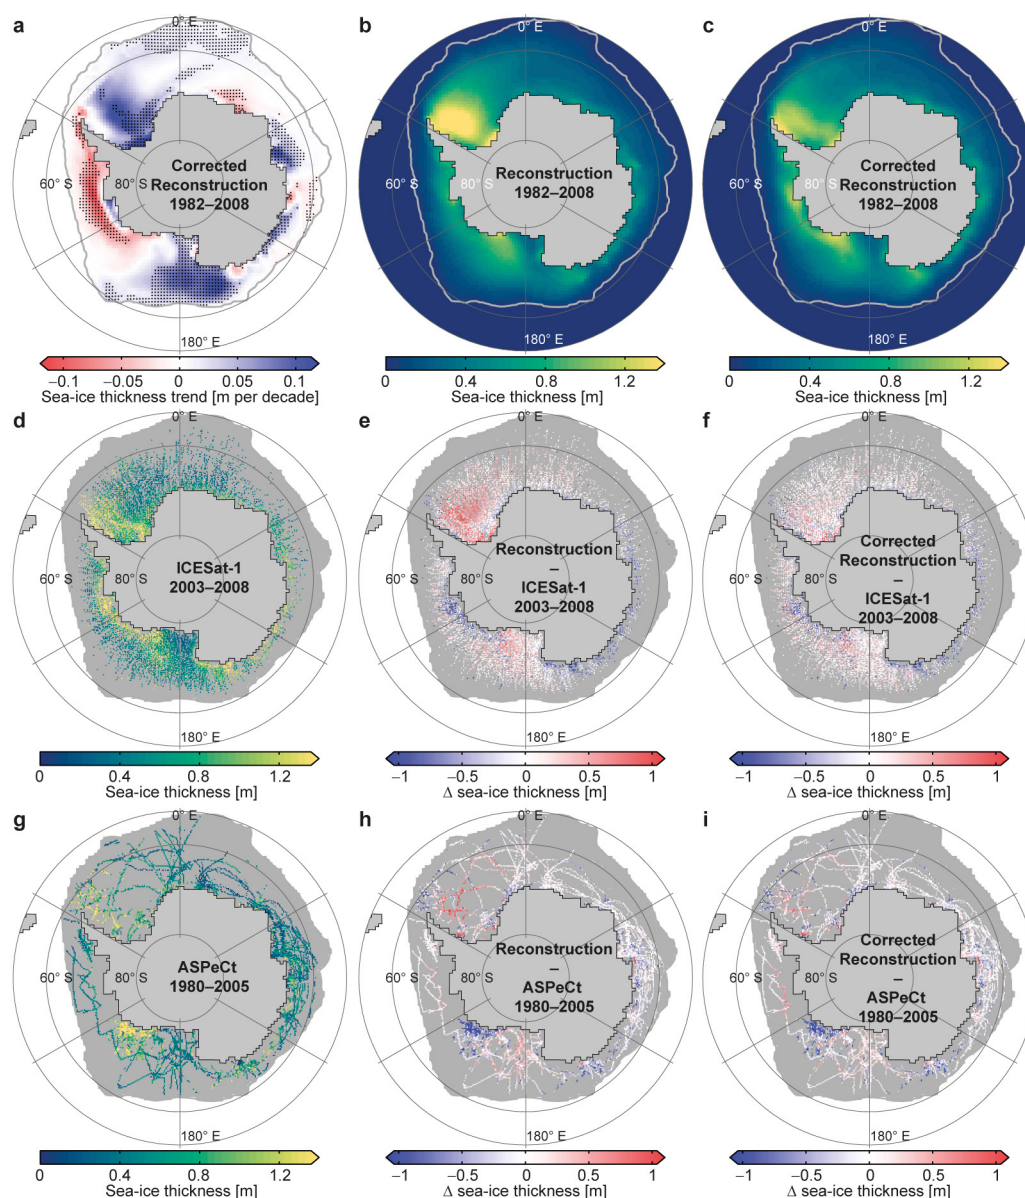 a
0° E
60° S
80° S
Corrected
Reconstruction
1982–2008
180° E
−0.1 −0.05 0 0.05 0.1
Sea-ice thickness trend [m per decade]
b
0° E
60° S
80° S
Reconstruction
1982–2008
180° E
0 0.4 0.8 1.2
Sea-ice thickness [m]
c
0° E
60° S
80° S
Corrected
Reconstruction
1982–2008
180° E
0 0.4 0.8 1.2
Sea-ice thickness [m]
d
0° E
60° S
80° S
ICESat-1
2003–2008
180° E
0 0.4 0.8 1.2
Sea-ice thickness [m]
e
0° E
60° S
80° S
Reconstruction
–
ICESat-1
2003–2008
180° E
−1 −0.5 0 0.5 1
Δ sea-ice thickness [m]
f
0° E
60° S
80° S
Corrected
Reconstruction
–
ICESat-1
2003–2008
180° E
−1 −0.5 0 0.5 1
Δ sea-ice thickness [m]
g
0° E
60° S
80° S
ASPeCt
1980–2005
180° E
0 0.4 0.8 1.2
Sea-ice thickness [m]
h
0° E
60° S
80° S
Reconstruction
–
ASPeCt
1980–2005
180° E
−1 −0.5 0 0.5 1
Δ sea-ice thickness [m]
i
0° E
60° S
80° S
Corrected
Reconstruction
–
ASPeCt
1980–2005
180° E
−1 −0.5 0 0.5 1
Δ sea-ice thickness [m]